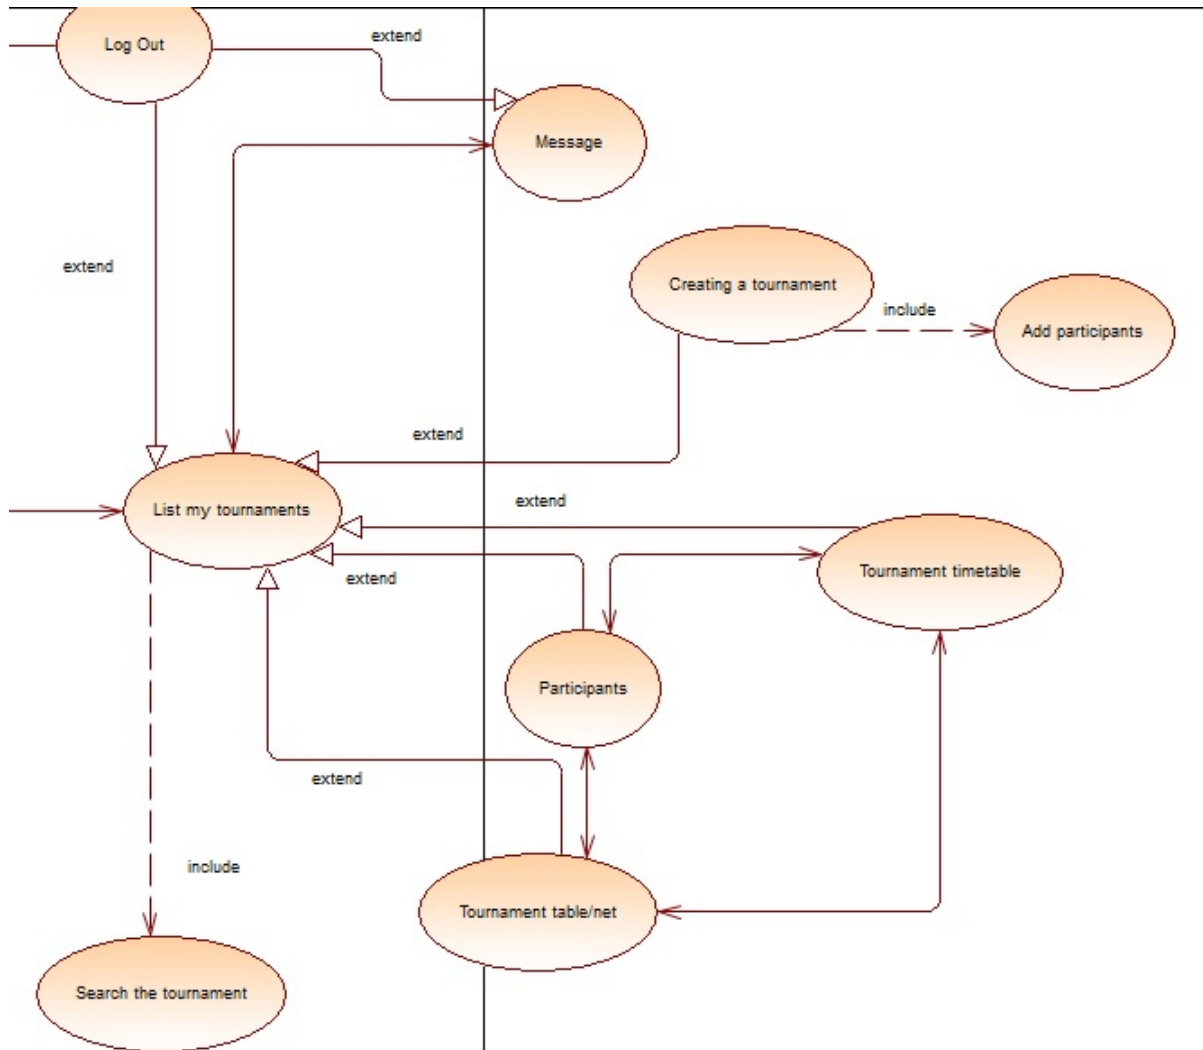 Log Out
extend
Message
extend
Creating a tournament
include
Add participants
extend
List my tournaments
extend
extend
Tournament timetable
Participants
extend
include
Tournament table/net
Search the tournament